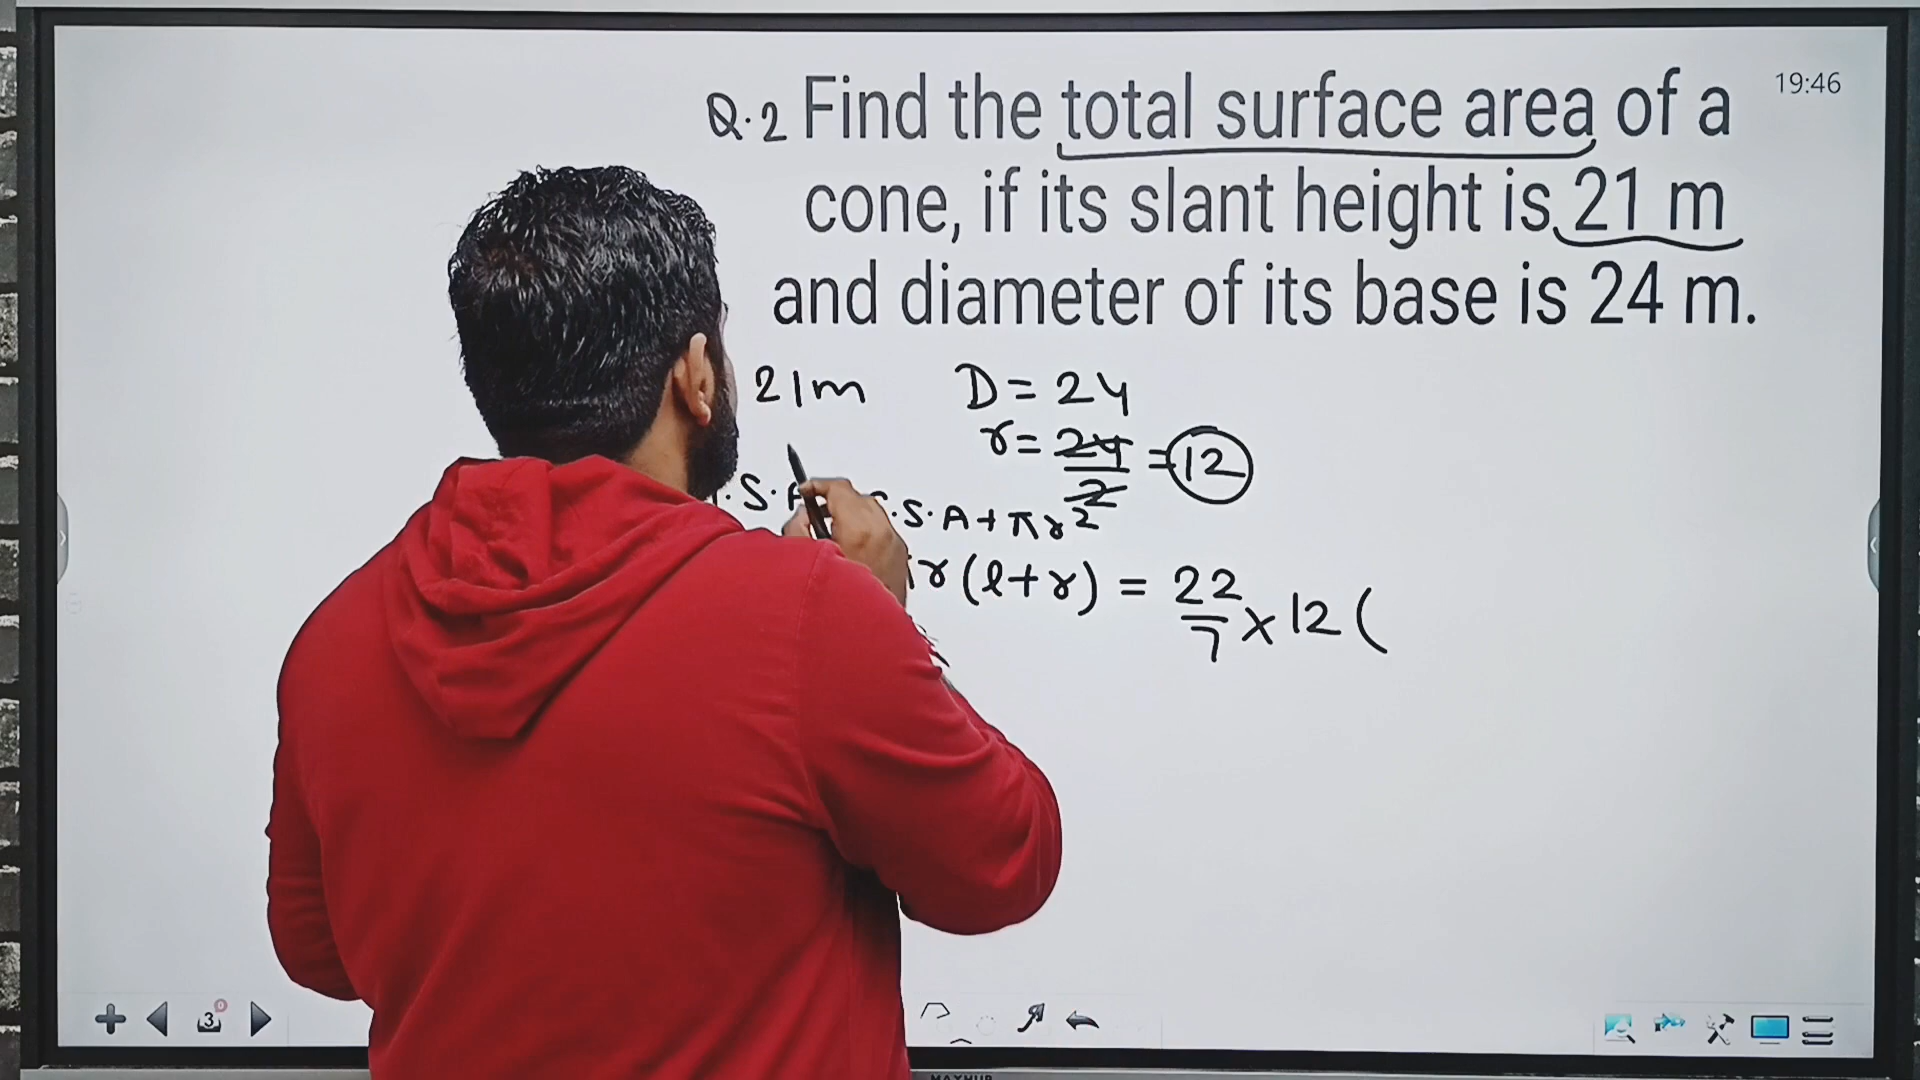 19:46
Q.2 Find the total surface area of a
cone, if its slant height is 21 m
and diameter of its base is 24 m.
21m D = 24
r = 24/2 = 12
.S.A .S.A + πr²
r(l+r) = 22/7 × 12 (
3